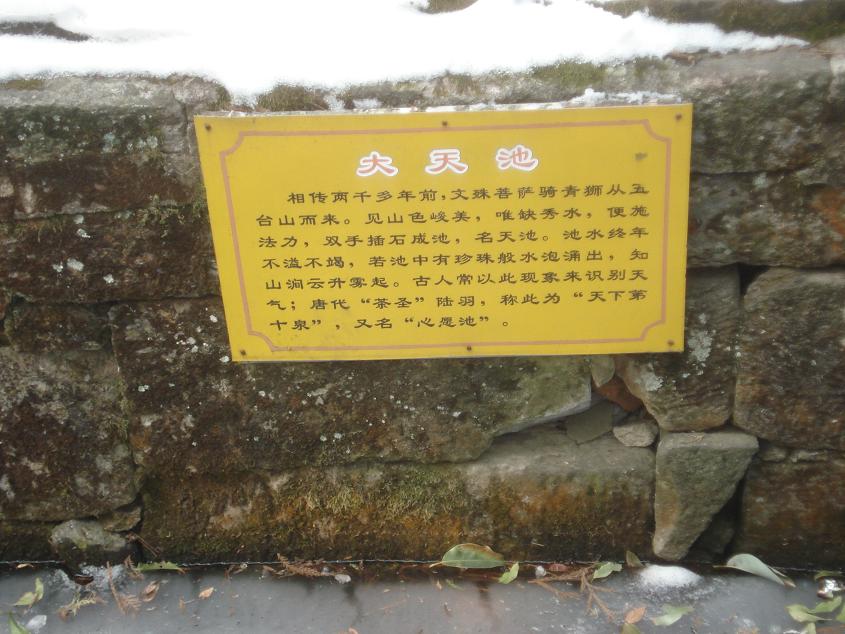 大天池
相传两千多年前,文殊菩萨骑青狮从五
台山而来。见山色峻美，唯缺秀水，便施
法力，双手插石成池，名天池。池水终年
不溢不竭，若池中有珍珠般水泡涌出，知
山涧云升雾起。古人常以此现象来识别天
气；唐代“茶圣”陆羽，称此为“天下第
十泉”，又名“心愿池”。